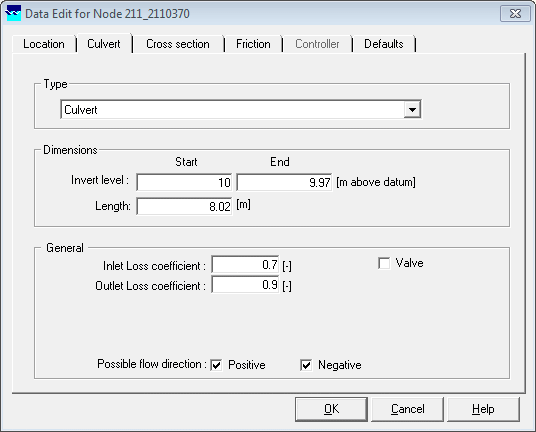 Data Edit for Node 211_2110370
Location Culvert Cross section Friction Controller Defaults
Type
Culvert
Dimensions
Start End
Invert level : 10 9.97 [m above datum]
Length: 8.02 [m]
General
Inlet Loss coefficient : 0.7 [-] Valve
Outlet Loss coefficient : 0.9 [-]
Possible flow direction : Positive Negative
OK Cancel Help